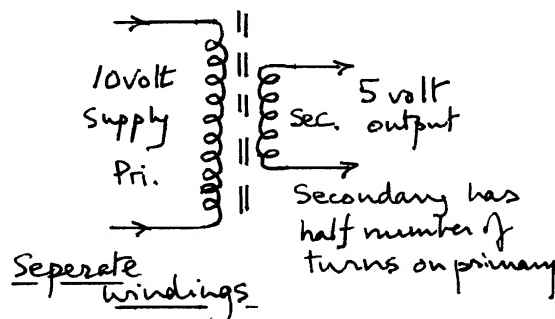 10volt
Supply
Pri.
Sec.
5 volt
output
Secondary has
half number of
turns on primary
Seperate
windings